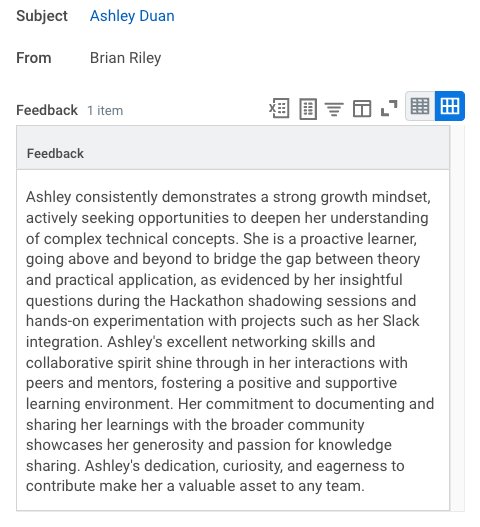 Subject Ashley Duan
From Brian Riley
Feedback 1 item
Feedback
Ashley consistently demonstrates a strong growth mindset,
actively seeking opportunities to deepen her understanding
of complex technical concepts. She is a proactive learner,
going above and beyond to bridge the gap between theory
and practical application, as evidenced by her insightful
questions during the Hackathon shadowing sessions and
hands-on experimentation with projects such as her Slack
integration. Ashley's excellent networking skills and
collaborative spirit shine through in her interactions with
peers and mentors, fostering a positive and supportive
learning environment. Her commitment to documenting and
sharing her learnings with the broader community
showcases her generosity and passion for knowledge
sharing. Ashley's dedication, curiosity, and eagerness to
contribute make her a valuable asset to any team.